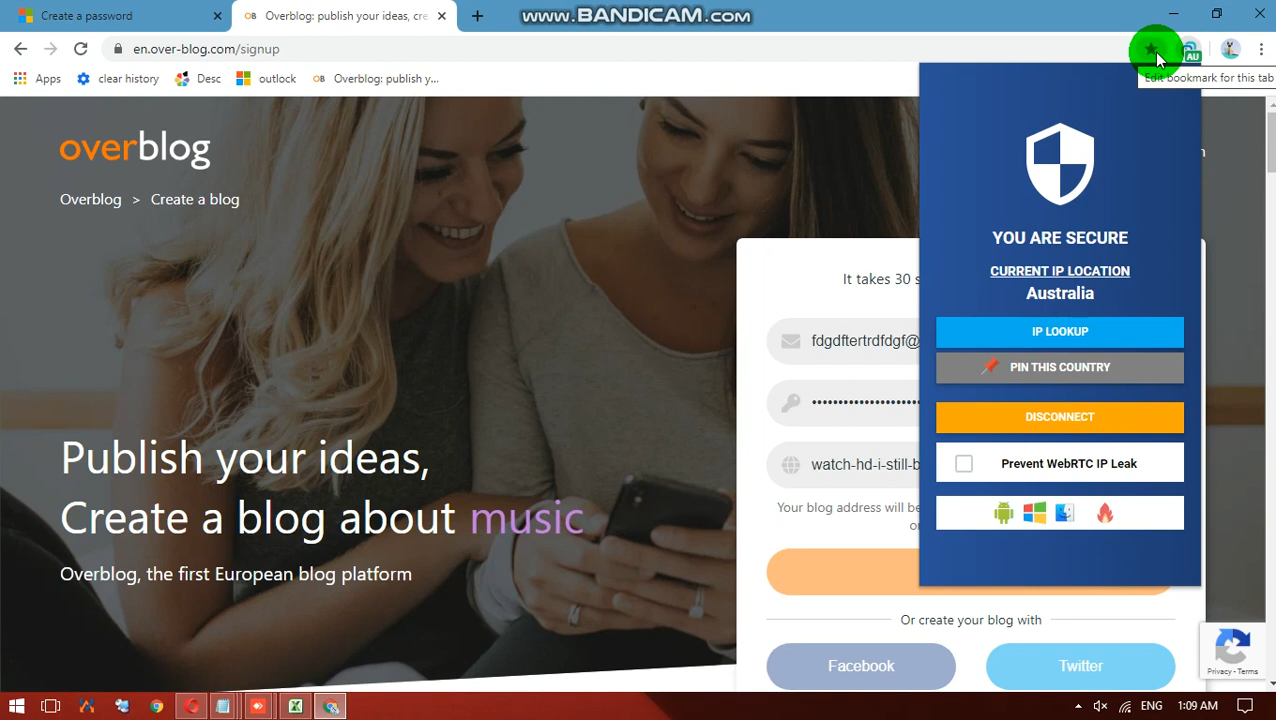 www.BANDICAM.com
Create a password
OB Overblog: publish your ideas, cre
en.over-blog.com/signup
AU
Edit bookmark for this tab
Apps clear history Desc outlook OB Overblog: publish y...
overblog
Overblog > Create a blog
YOU ARE SECURE
CURRENT IP LOCATION
Australia
IP LOOKUP
PIN THIS COUNTRY
DISCONNECT
Prevent WebRTC IP Leak
It takes 30 s
fdgdftertrdfdgf@
watch-hd-i-still-b
Your blog address will be
Or create your blog with
Facebook Twitter
Publish your ideas,
Create a blog about music
Overblog, the first European blog platform
Privacy - Terms
ENG 1:09 AM